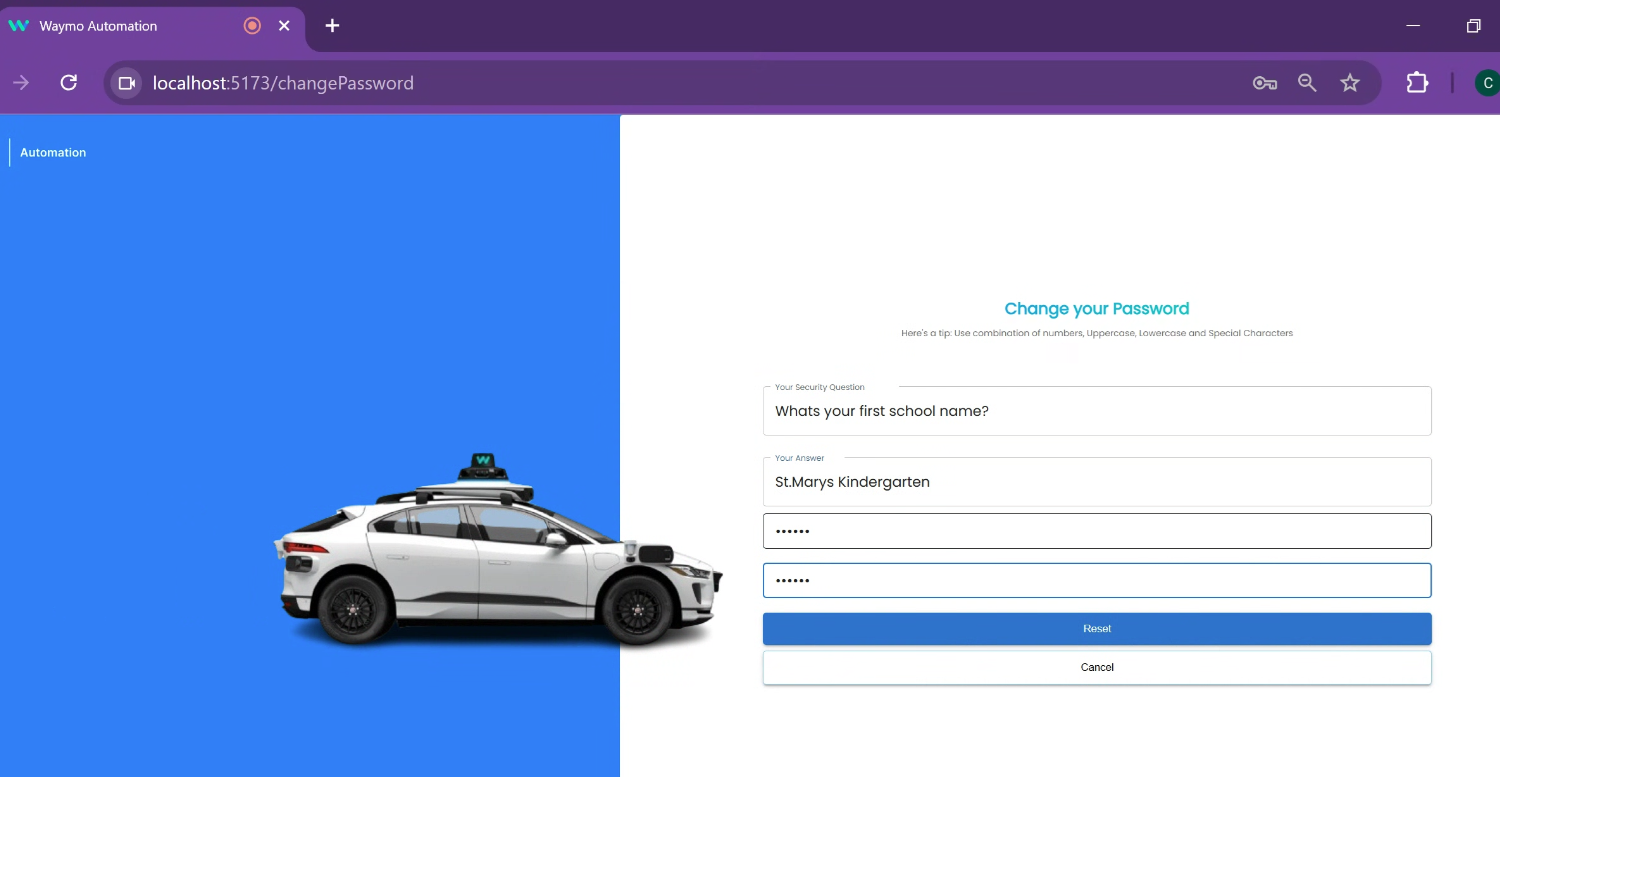 Waymo Automation
localhost:5173/changePassword
C
Automation
Change your Password
Here's a tip: Use combination of numbers, Uppercase, Lowercase and Special Characters
Your Security Question
Whats your first school name?
Your Answer
St.Marys Kindergarten
••••••
••••••
Reset
Cancel